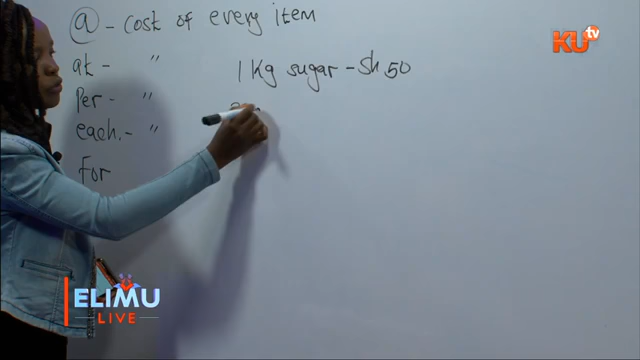 @ - cost of every item
at - "
Per - "
each. - "
for
1 Kg sugar - Sh 50
KU tv
ELIMU
LIVE